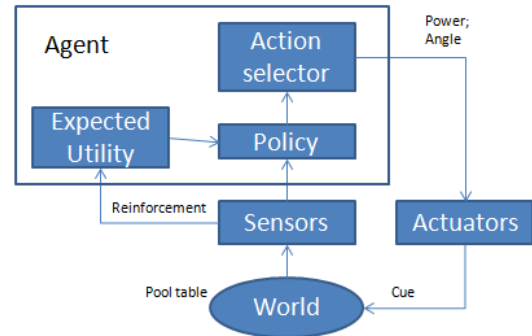 Power;
Angle
Agent
Action
selector
Expected
Utility
Policy
Reinforcement
Sensors
Actuators
Pool table
World
Cue